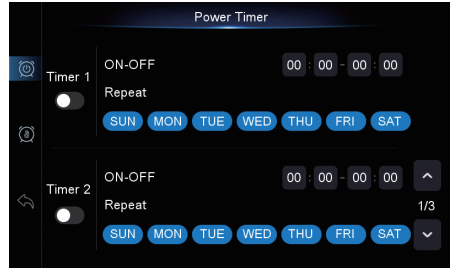 Power Timer
Timer 1
ON-OFF 00 : 00 - 00 : 00
Repeat
SUN MON TUE WED THU FRI SAT
Timer 2
ON-OFF 00 : 00 - 00 : 00
Repeat
1/3
SUN MON TUE WED THU FRI SAT